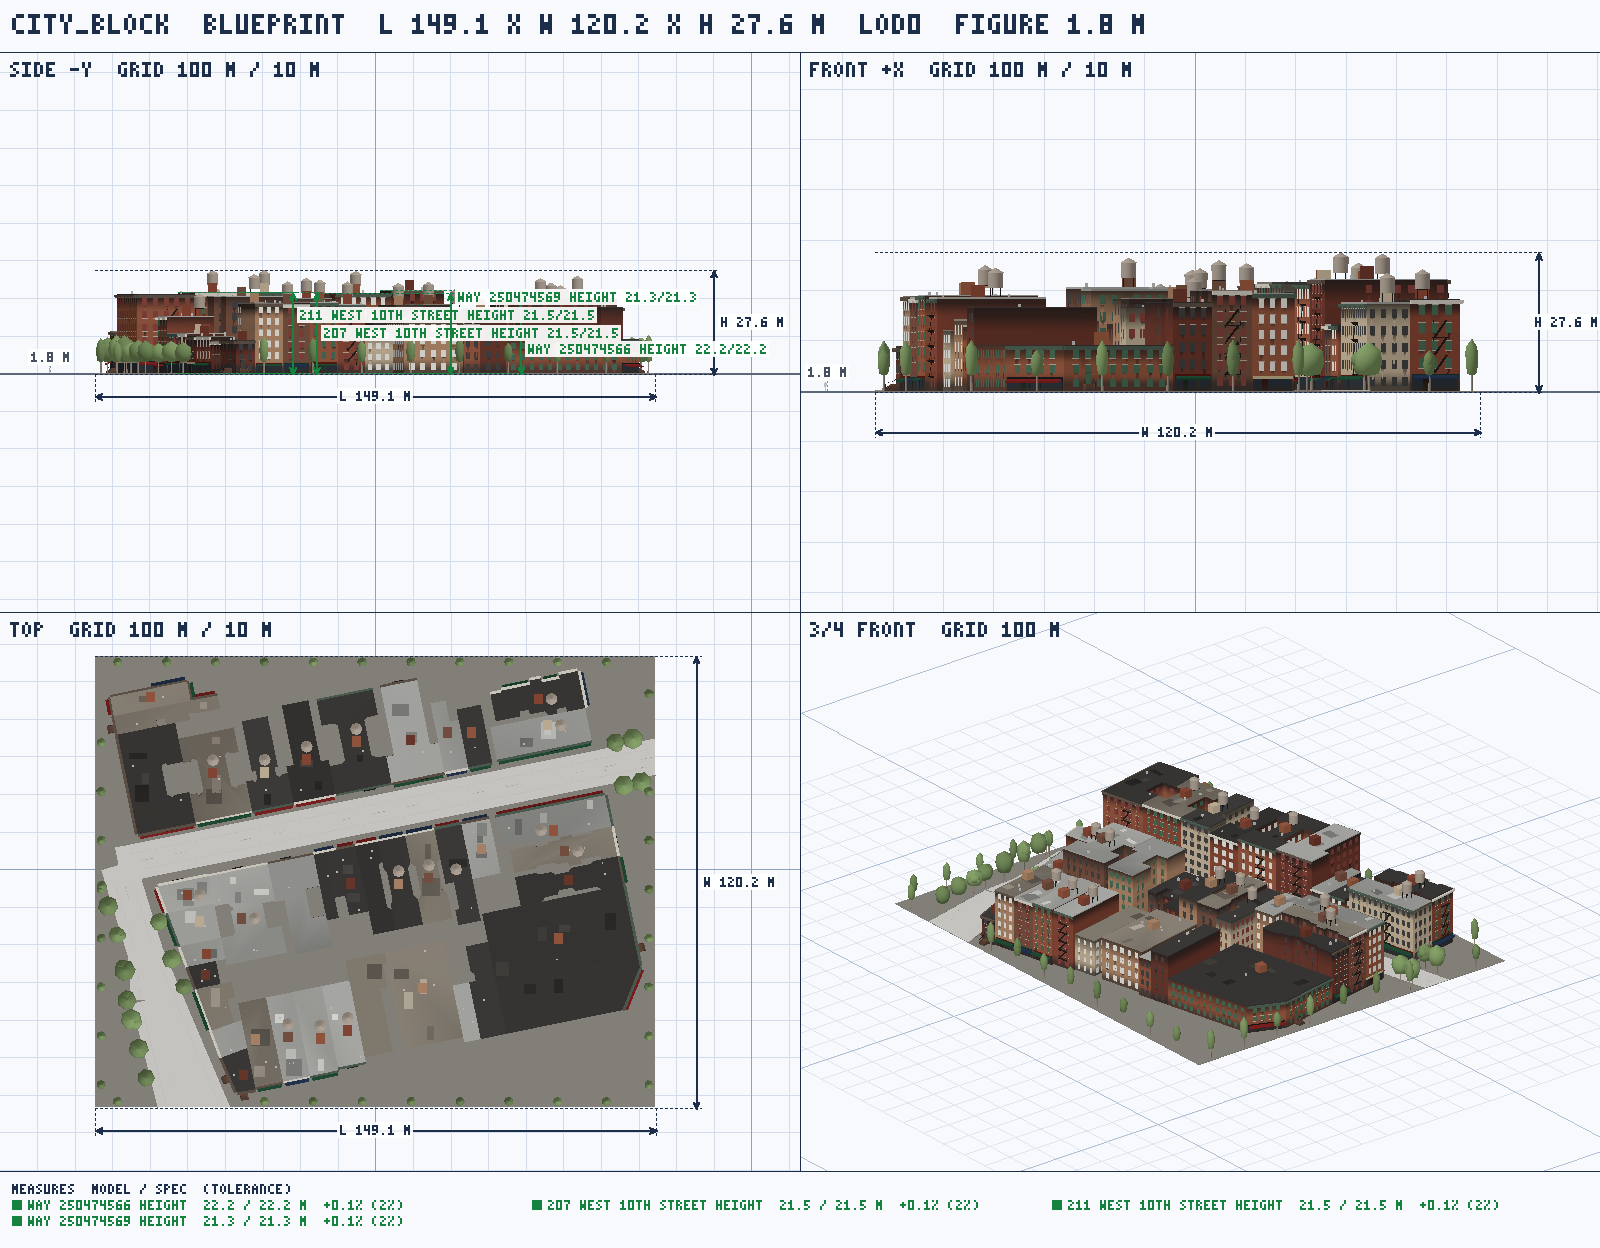 CITY_BLOCK BLUEPRINT L 149.1 X W 120.2 X H 27.6 M LOD0 FIGURE 1.8 M
SIDE -Y GRID 100 M / 10 M
FRONT +X GRID 100 M / 10 M
WAY 250474569 HEIGHT 21.3/21.3
211 WEST 10TH STREET HEIGHT 21.5/21.5
207 WEST 10TH STREET HEIGHT 21.5/21.5
WAY 250474566 HEIGHT 22.2/22.2
H 27.6 M
1.8 M
L 149.1 M
H 27.6 M
1.8 M
W 120.2 M
TOP GRID 100 M / 10 M
3/4 FRONT GRID 100 M
W 120.2 M
L 149.1 M
MEASURES MODEL / SPEC (TOLERANCE)
WAY 250474566 HEIGHT 22.2 / 22.2 M +0.1% (2%)
207 WEST 10TH STREET HEIGHT 21.5 / 21.5 M +0.1% (2%)
211 WEST 10TH STREET HEIGHT 21.5 / 21.5 M +0.1% (2%)
WAY 250474569 HEIGHT 21.3 / 21.3 M +0.1% (2%)